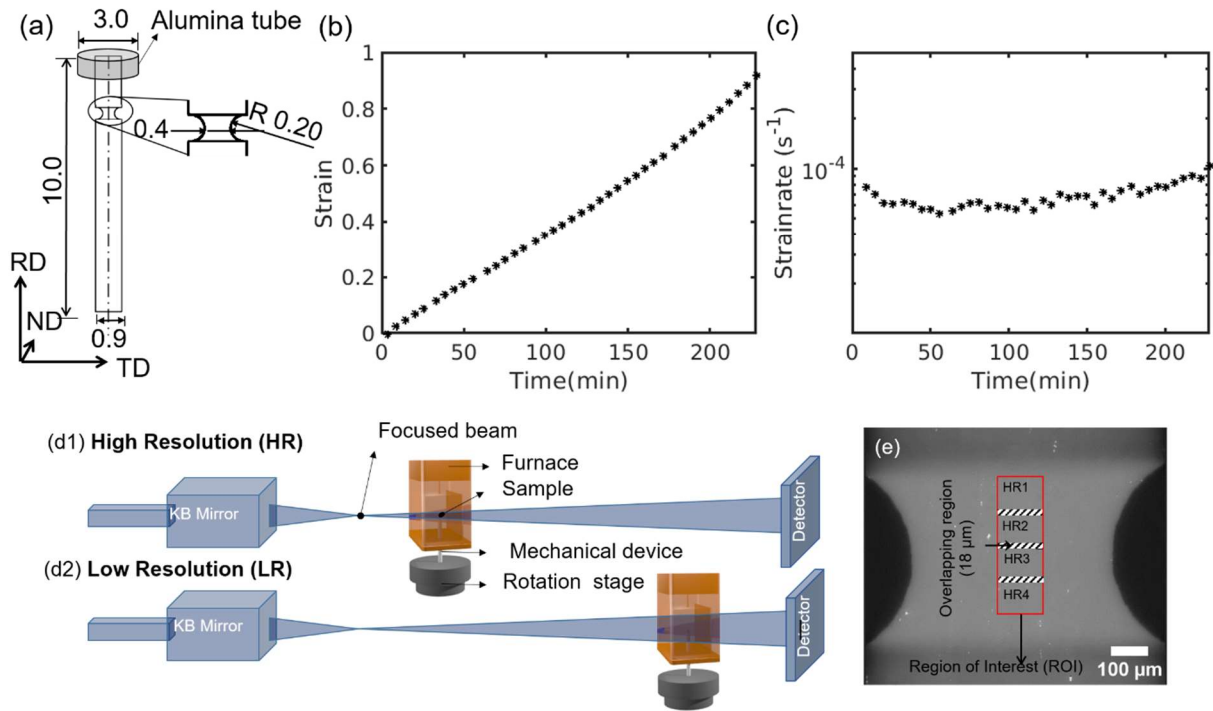 (a)
3.0
Alumina tube
0.4
R 0.20
10.0
0.9
RD
ND
TD
(b)
1
0.8
0.6
0.4
0.2
0
Strain
0 50 100 150 200
Time(min)
(c)
10-4
Strainrate (s-1)
0 50 100 150 200
Time(min)
(d1) High Resolution (HR)
Focused beam
KB Mirror
Furnace
Sample
Detector
Mechanical device
Rotation stage
(d2) Low Resolution (LR)
KB Mirror
Detector
(e)
HR1
HR2
HR3
HR4
Overlapping region
(18 μm)
Region of Interest (ROI)
100 μm